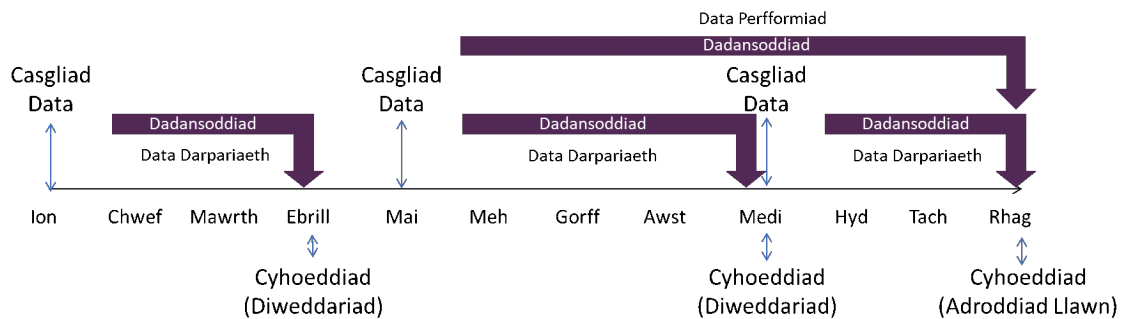 Data Perfformiad
Dadansoddiad
Casgliad
Data
Casgliad
Data
Casgliad
Data
Dadansoddiad
Dadansoddiad
Dadansoddiad
Data Darpariaeth
Data Darpariaeth
Data Darpariaeth
Ion
Chwef
Mawrth
Ebrill
Mai
Meh
Gorff
Awst
Medi
Hyd
Tach
Rhag
Cyhoeddiad
(Diweddariad)
Cyhoeddiad
(Diweddariad)
Cyhoeddiad
(Adroddiad Llawn)